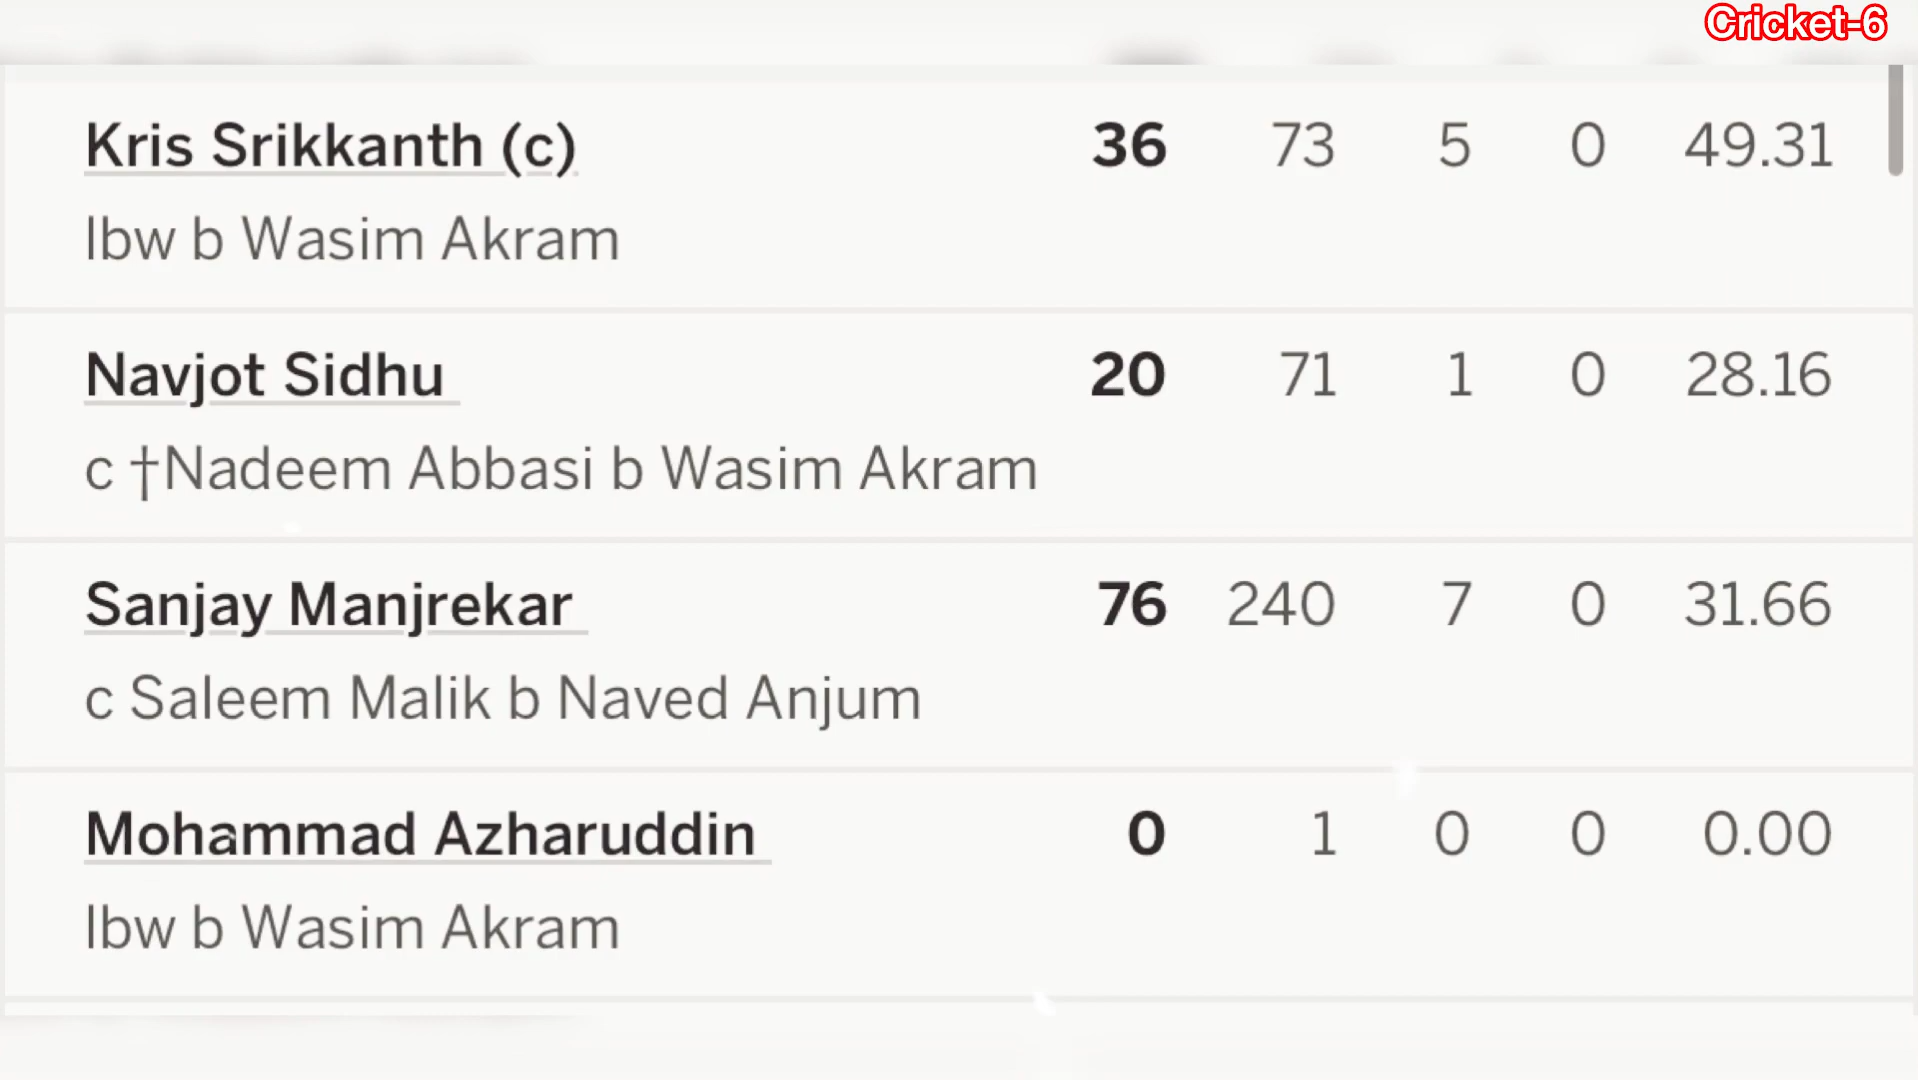 Cricket-6
Kris Srikkanth (c) 36 73 5 0 49.31
lbw b Wasim Akram
Navjot Sidhu 20 71 1 0 28.16
c †Nadeem Abbasi b Wasim Akram
Sanjay Manjrekar 76 240 7 0 31.66
c Saleem Malik b Naved Anjum
Mohammad Azharuddin 0 1 0 0 0.00
lbw b Wasim Akram